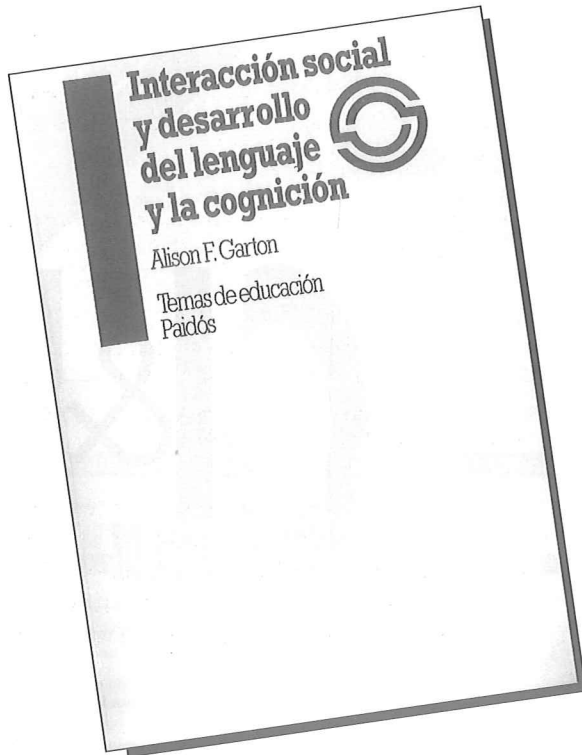 Interacción social
y desarrollo
del lenguaje
y la cognición
Alison F. Garton
Temas de educación
Paidós